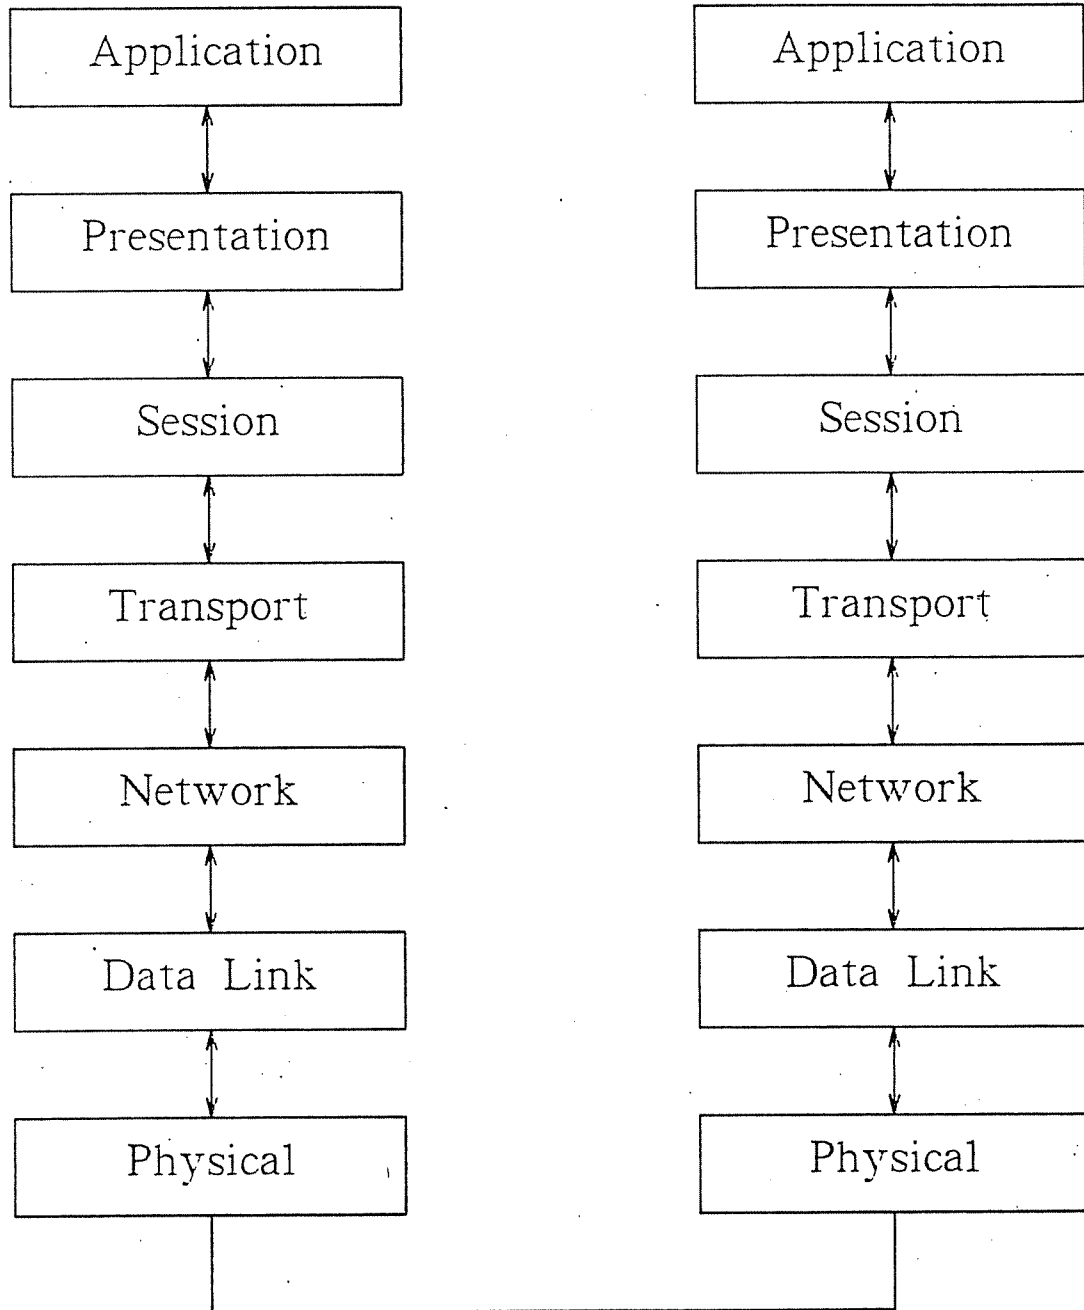 Application
Presentation
Session
Transport
Network
Data Link
Physical
Application
Presentation
Session
Transport
Network
Data Link
Physical